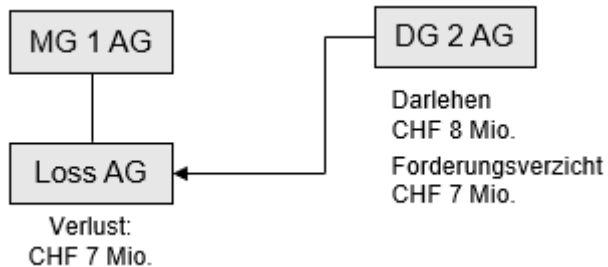 MG 1 AG
DG 2 AG
Darlehen
CHF 8 Mio.
Forderungsverzicht
CHF 7 Mio.
Loss AG
Verlust:
CHF 7 Mio.